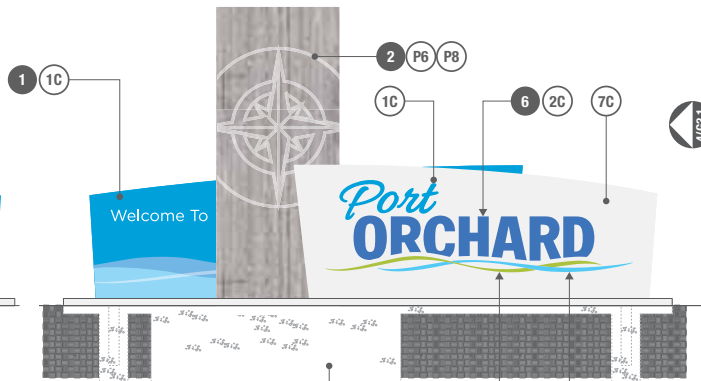 2 P6 P8
1 1C
1C
6 2C
7C
Welcome To
Port
ORCHARD